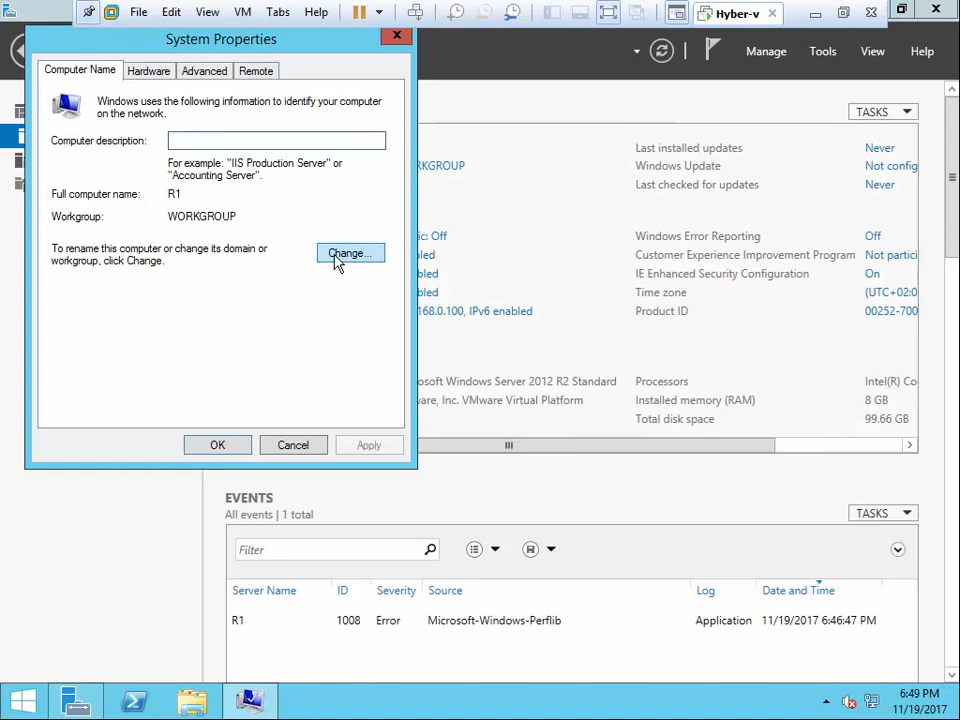 File Edit View VM Tabs Help
Hyber-v
System Properties
Manage Tools View Help
Computer Name Hardware Advanced Remote
Windows uses the following information to identify your computer
on the network.
Computer description:
For example: "IIS Production Server" or
"Accounting Server".
Full computer name: R1
Workgroup: WORKGROUP
To rename this computer or change its domain or
workgroup, click Change.
Change...
OK Cancel Apply
TASKS
RKGROUP
Last installed updates Never
Windows Update Not config
Last checked for updates Never
ic: Off
Windows Error Reporting Off
Customer Experience Improvement Program Not partici
IE Enhanced Security Configuration On
Time zone (UTC+02:0
168.0.100, IPv6 enabled
Product ID 00252-700
osoft Windows Server 2012 R2 Standard
Processors Intel(R) Co
are, Inc. VMware Virtual Platform
Installed memory (RAM) 8 GB
Total disk space 99.66 GB
EVENTS
All events | 1 total
TASKS
Filter
Server Name ID Severity Source Log Date and Time
R1 1008 Error Microsoft-Windows-Perflib Application 11/19/2017 6:46:47 PM
6:49 PM
11/19/2017